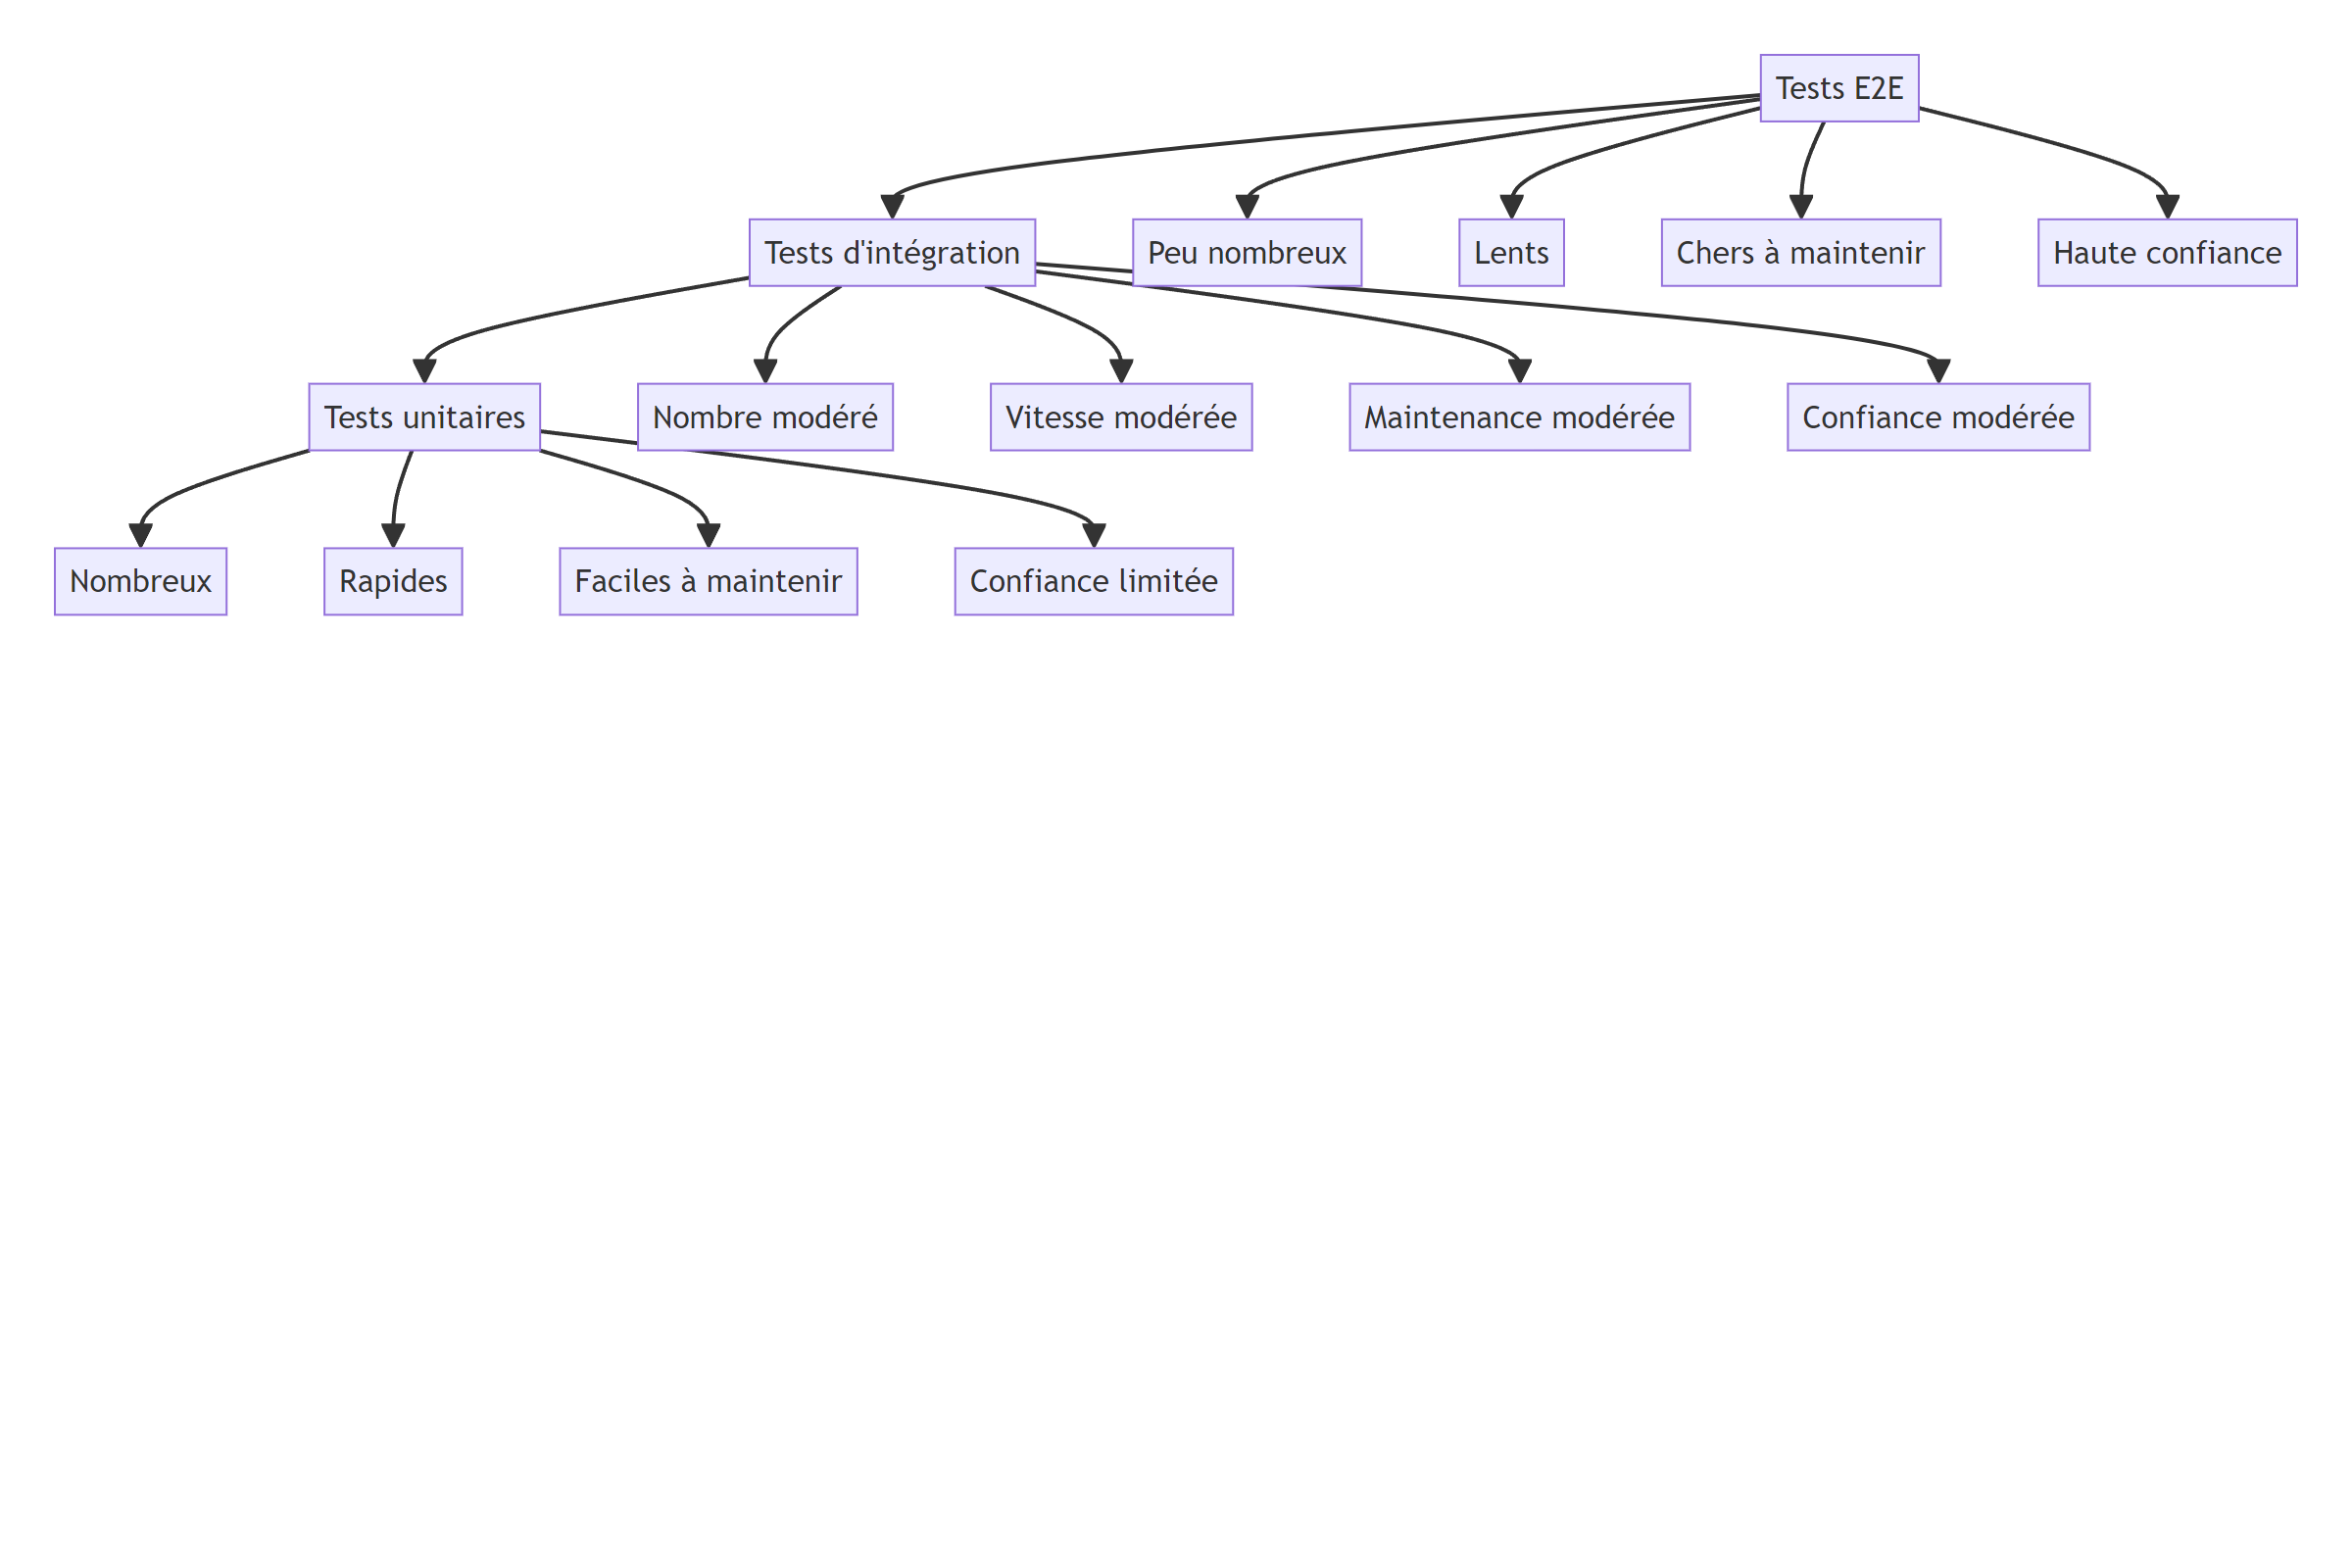 Tests E2E
Tests d'intégration
Peu nombreux
Lents
Chers à maintenir
Haute confiance
Tests unitaires
Nombre modéré
Vitesse modérée
Maintenance modérée
Confiance modérée
Nombreux
Rapides
Faciles à maintenir
Confiance limitée